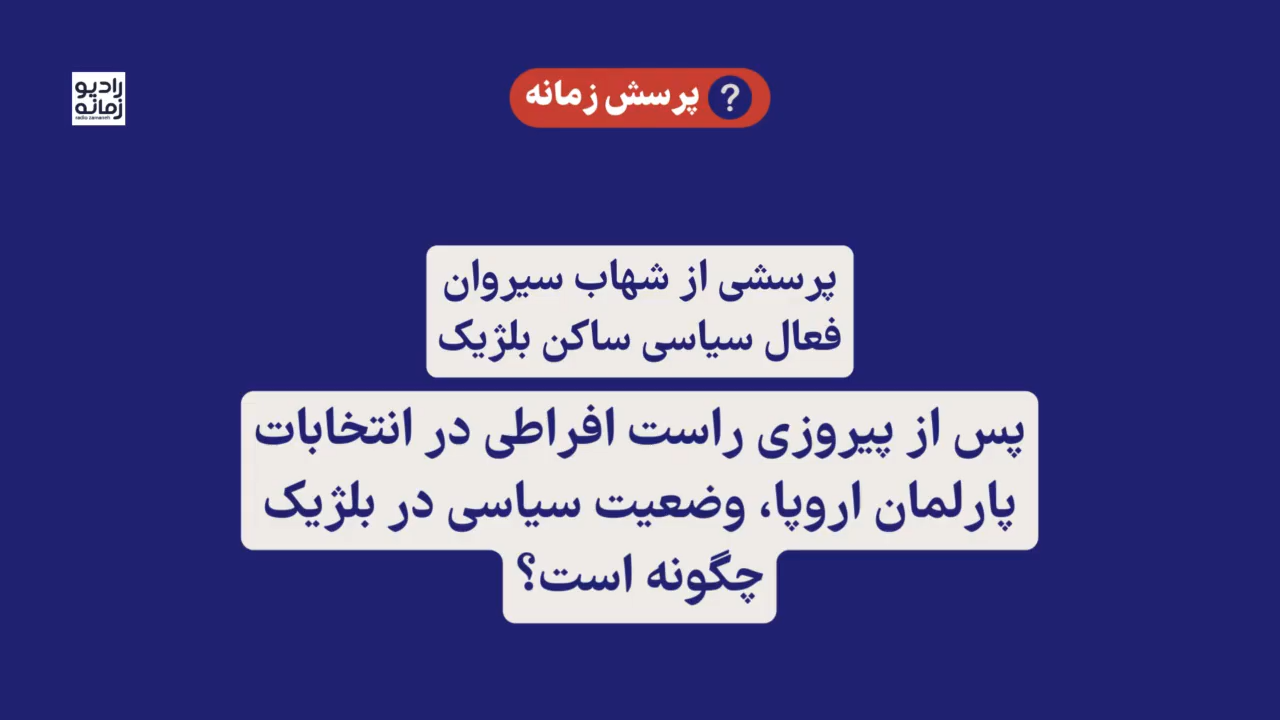 رادیو
زمانه
radio zamaneh
پرسش زمانه
?
پرسشی از شهاب سیروان
فعال سیاسی ساکن بلژیک
پس از پیروزی راست افراطی در انتخابات
پارلمان اروپا، وضعیت سیاسی در بلژیک
چگونه است؟